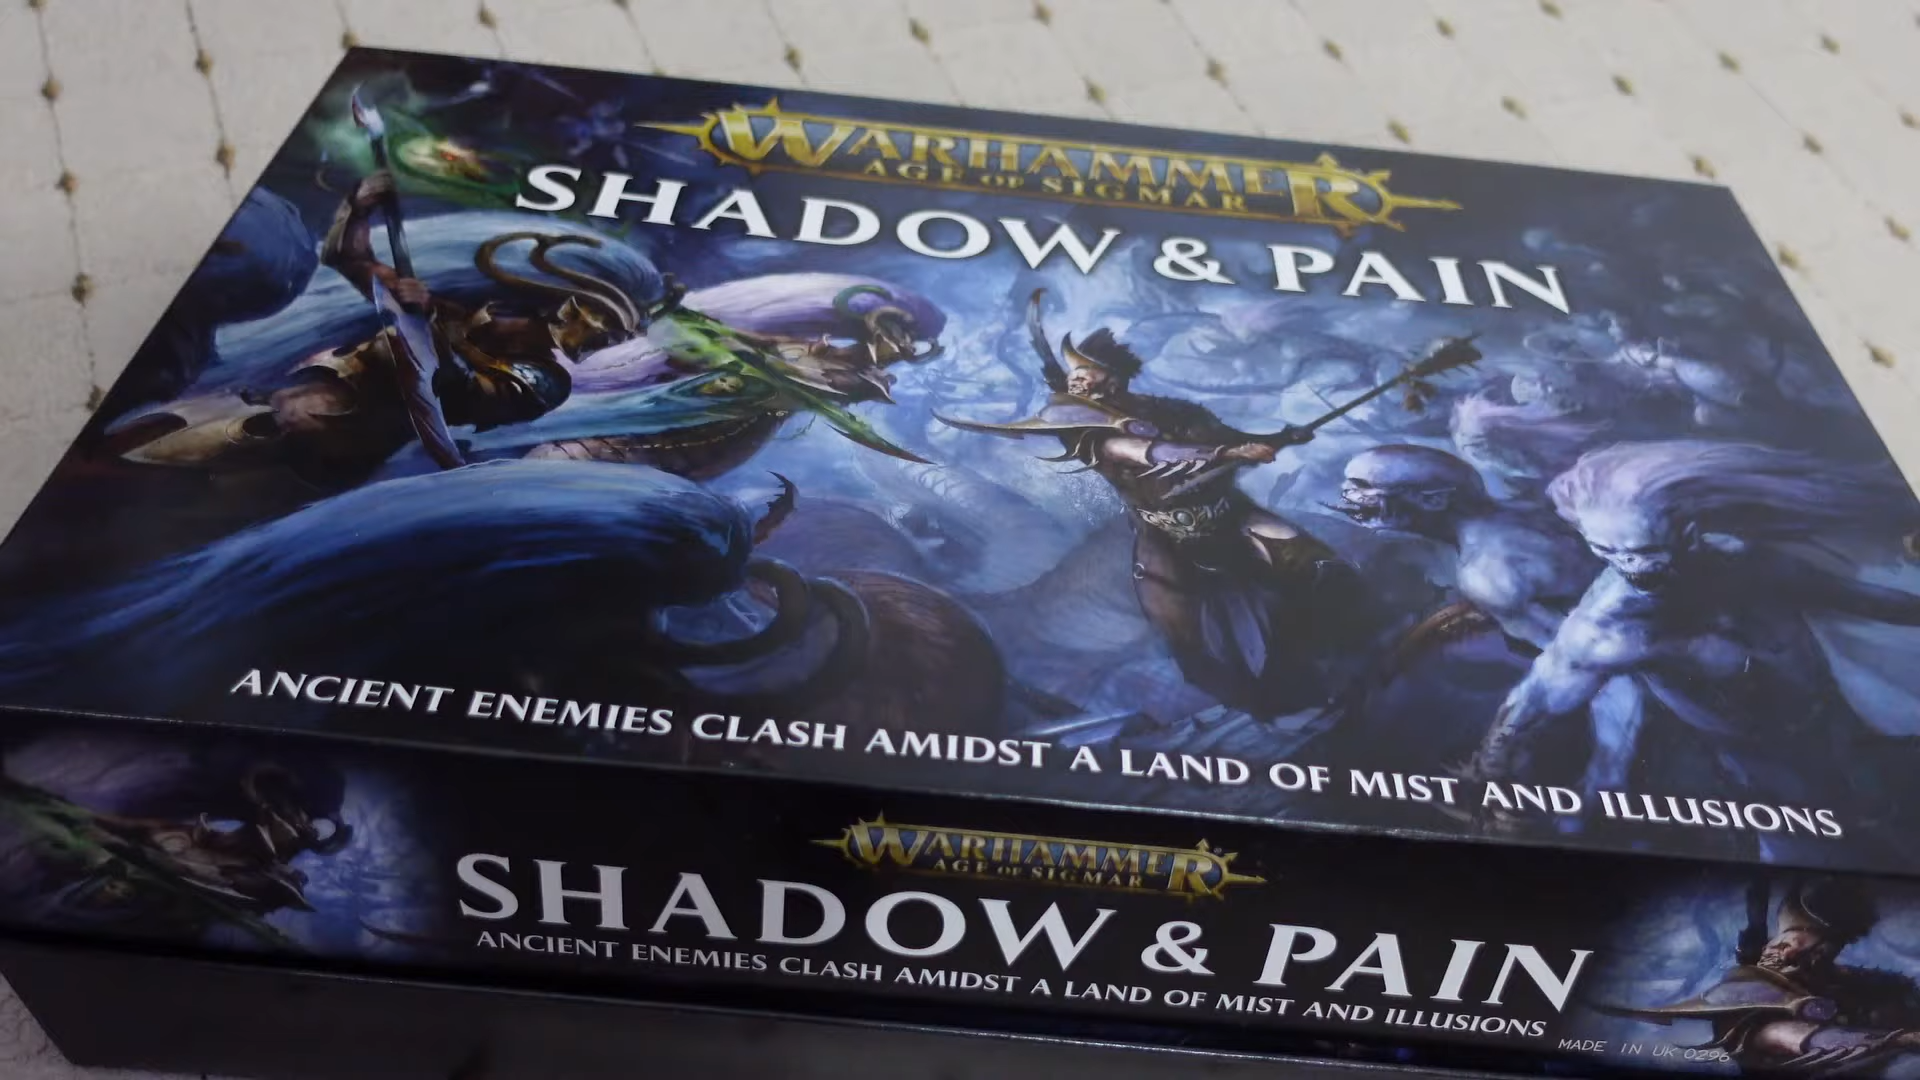 WARHAMMER
AGE OF SIGMAR
SHADOW & PAIN
ANCIENT ENEMIES CLASH AMIDST A LAND OF MIST AND ILLUSIONS
WARHAMMER
AGE OF SIGMAR
SHADOW & PAIN
ANCIENT ENEMIES CLASH AMIDST A LAND OF MIST AND ILLUSIONS
MADE IN UK 0296